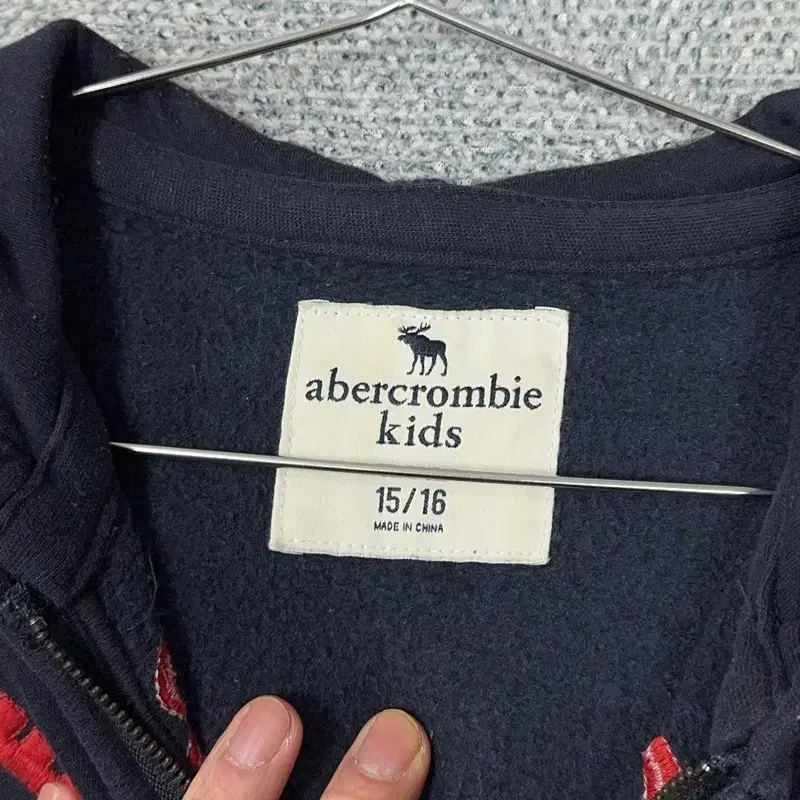 abercrombie
kids
15/16
MADE IN CHINA